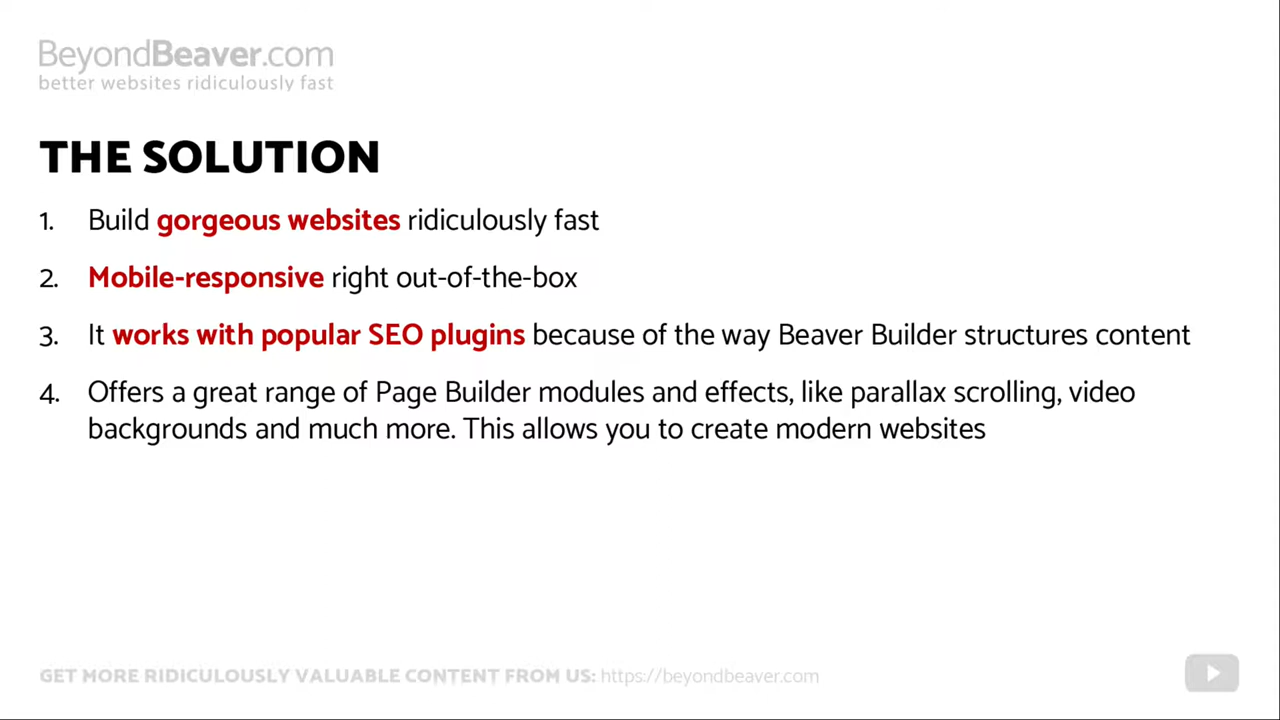 BeyondBeaver.com
better websites ridiculously fast
THE SOLUTION
1. Build gorgeous websites ridiculously fast
2. Mobile-responsive right out-of-the-box
3. It works with popular SEO plugins because of the way Beaver Builder structures content
4. Offers a great range of Page Builder modules and effects, like parallax scrolling, video
backgrounds and much more. This allows you to create modern websites
GET MORE RIDICULOUSLY VALUABLE CONTENT FROM US: https://beyondbeaver.com